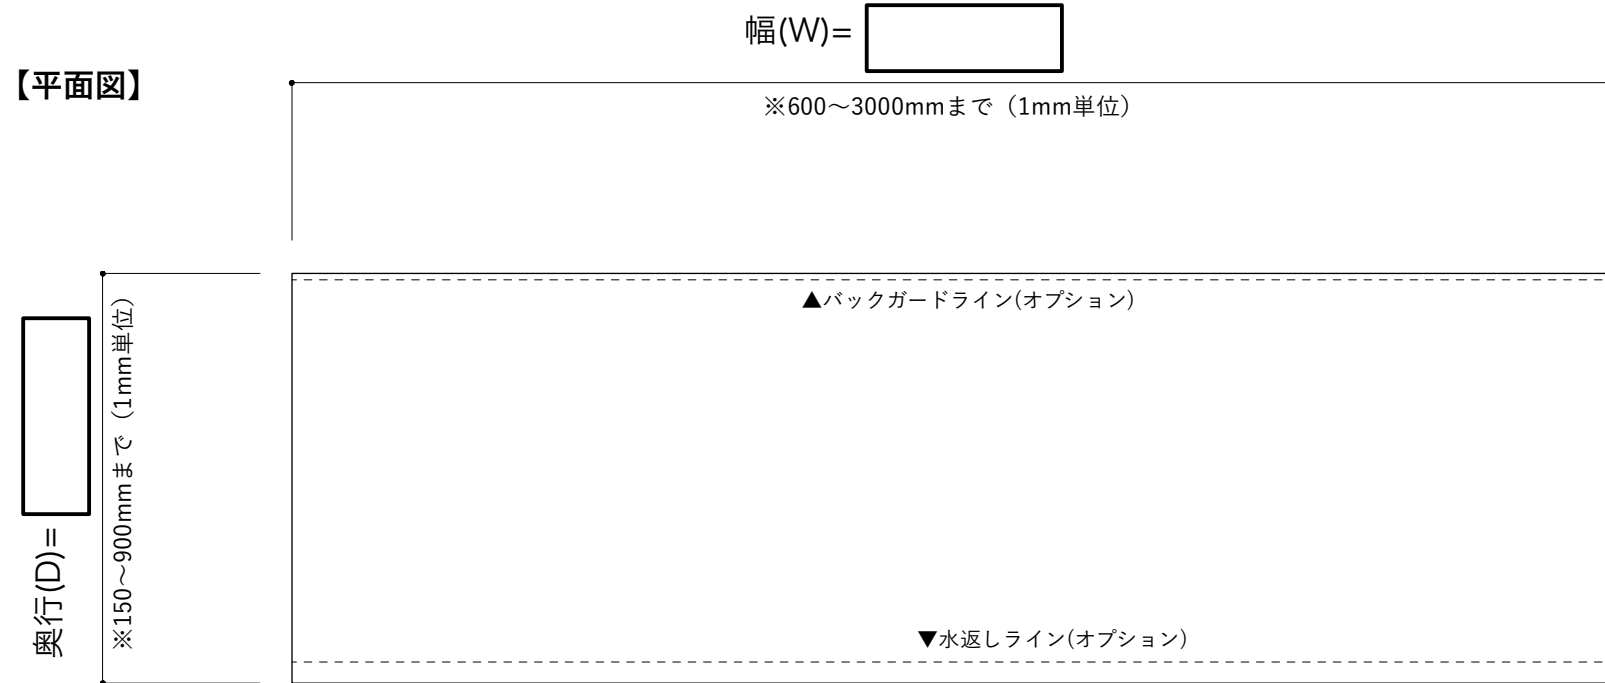 幅(W)=
【平面図】
※600～3000mmまで（1mm単位）
▲バックガードライン(オプション)
奥行(D)=
※150～900mmまで（1mm単位）
▼水返しライン(オプション)